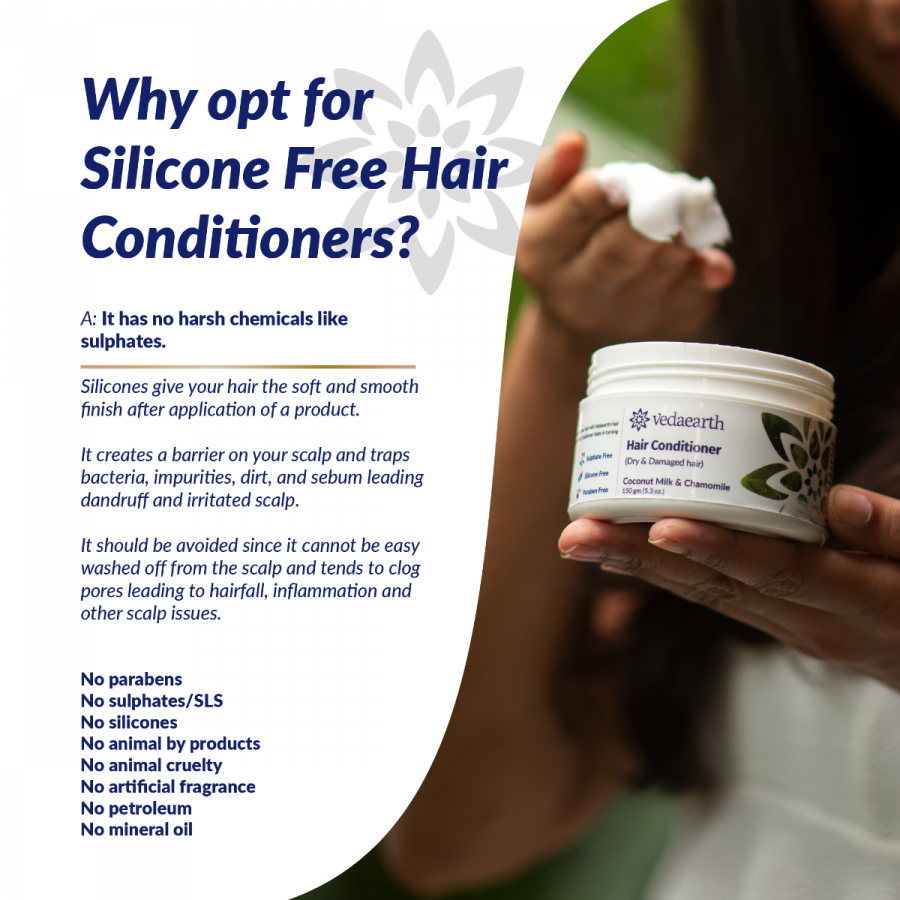 Why opt for
Silicone Free Hair
Conditioners?
A: It has no harsh chemicals like
sulphates.
Silicones give your hair the soft and smooth
finish after application of a product.
It creates a barrier on your scalp and traps
bacteria, impurities, dirt, and sebum leading
dandruff and irritated scalp.
It should be avoided since it cannot be easy
washed off from the scalp and tends to clog
pores leading to hairfall, inflammation and
other scalp issues.
No parabens
No sulphates/SLS
No silicones
No animal by products
No animal cruelty
No artificial fragrance
No petroleum
No mineral oil
vedaearth
Hair Conditioner
(Dry & Damaged hair)
Coconut Milk & Chamomile
150 gm (5.3 oz.)
with Vedaearth Hair
helps in turning
Sulphate Free
Silicone Free
Paraben Free